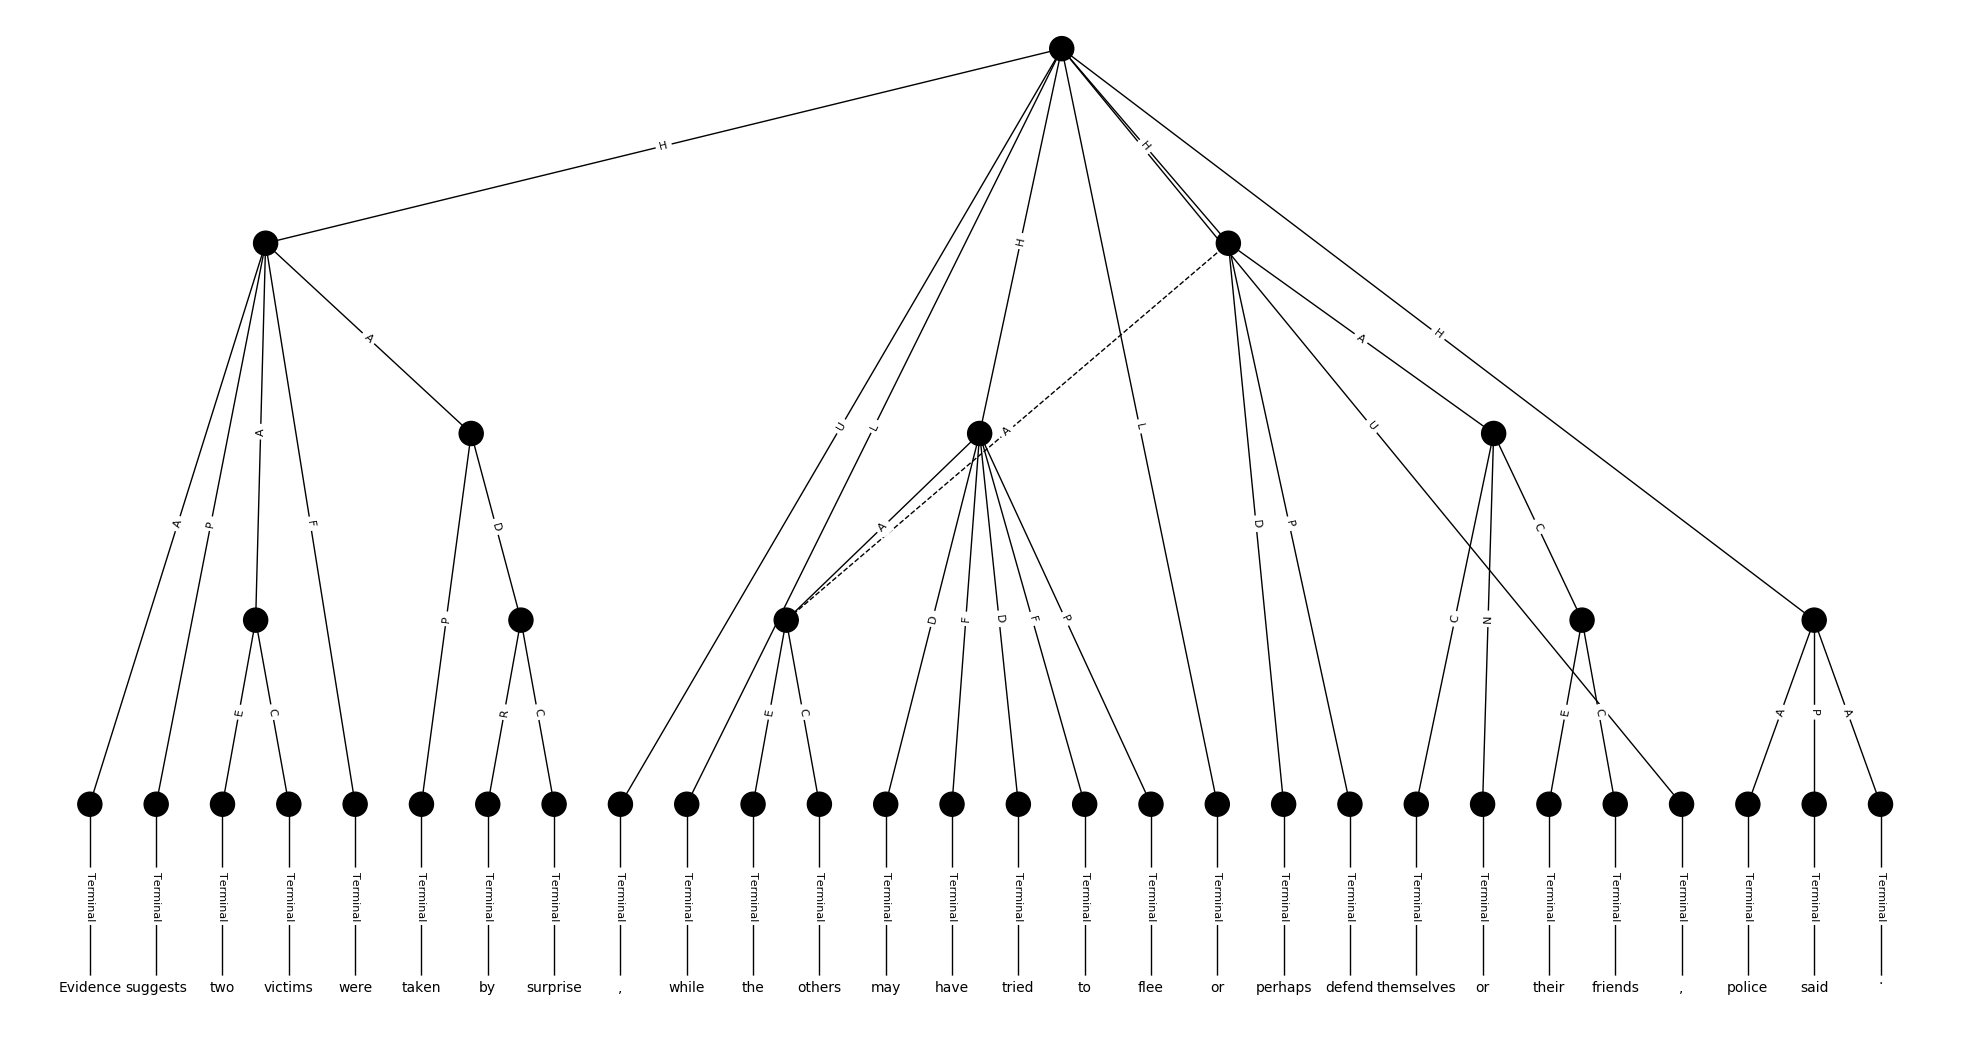 H
H
H
A
A
H
A
A
U
L
L
U
A
P
F
D
A
D
P
C
P
D
F
D
F
P
C
N
E
C
R
C
E
C
E
C
A
P
A
Terminal Terminal Terminal Terminal Terminal Terminal Terminal Terminal Terminal Terminal Terminal Terminal Terminal Terminal Terminal Terminal Terminal Terminal Terminal Terminal Terminal Terminal Terminal Terminal Terminal Terminal Terminal Terminal
Evidence suggests two victims were taken by surprise , while the others may have tried to flee or perhaps defend themselves or their friends , police said .